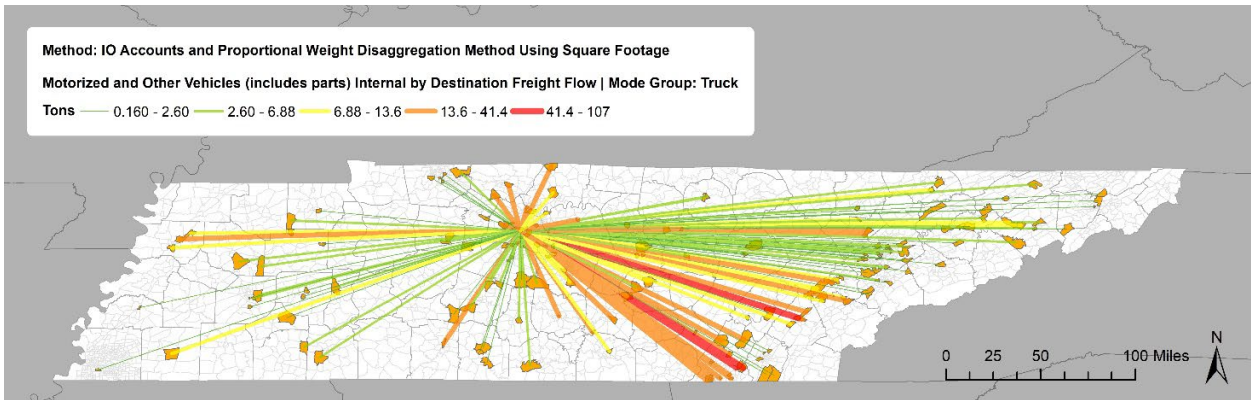 Method: IO Accounts and Proportional Weight Disaggregation Method Using Square Footage
Motorized and Other Vehicles (includes parts) Internal by Destination Freight Flow | Mode Group: Truck
Tons 0.160 - 2.60 2.60 - 6.88 6.88 - 13.6 13.6 - 41.4 41.4 - 107
N
0 25 50 100 Miles